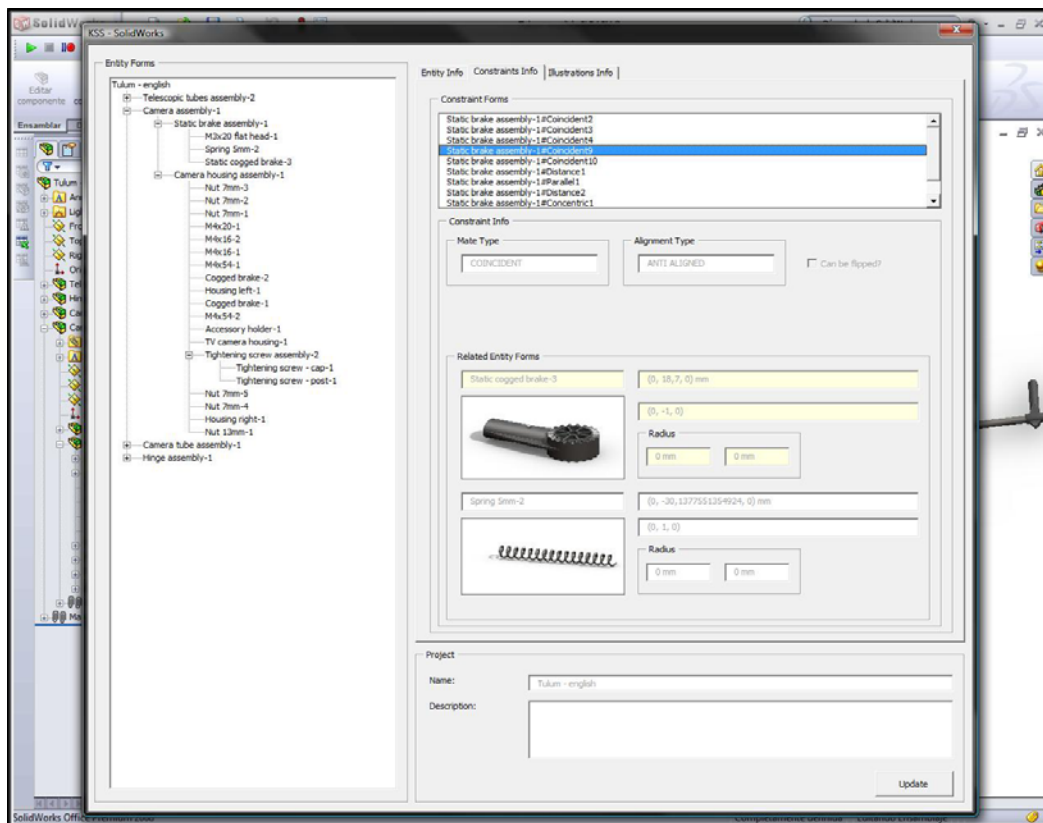 SolidWo
KSS - SolidWorks
Editar
componente
Ensamblar
Tulum
Entity Forms
Tulum - english
Telescopic tubes assembly-2
Camera assembly-1
Static brake assembly-1
M3x20 flat head-1
Spring 5mm-2
Static cogged brake-3
Camera housing assembly-1
Nut 7mm-3
Nut 7mm-2
Nut 7mm-1
M4x20-1
M4x16-2
M4x16-1
M4x54-1
Cogged brake-2
Housing left-1
Cogged brake-1
M4x54-2
Accessory holder-1
TV camera housing-1
Tightening screw assembly-2
Tightening screw - cap-1
Tightening screw - post-1
Nut 7mm-5
Nut 7mm-4
Housing right-1
Nut 13mm-1
Camera tube assembly-1
Hinge assembly-1
Entity Info Constraints Info Illustrations Info
Constraint Forms
Static brake assembly-1#Coincident2
Static brake assembly-1#Coincident3
Static brake assembly-1#Coincident4
Static brake assembly-1#Coincident9
Static brake assembly-1#Coincident10
Static brake assembly-1#Distance1
Static brake assembly-1#Parallel1
Static brake assembly-1#Distance2
Static brake assembly-1#Concentric1
Constraint Info
Mate Type
COINCIDENT
Alignment Type
ANTI ALIGNED
Can be flipped?
Related Entity Forms
Static cogged brake-3
(0, 18,7, 0) mm
(0, -1, 0)
Radius
0 mm 0 mm
Spring 5mm-2
(0, -30,1377551354924, 0) mm
(0, 1, 0)
Radius
0 mm 0 mm
Project
Name:
Tulum - english
Description:
Update